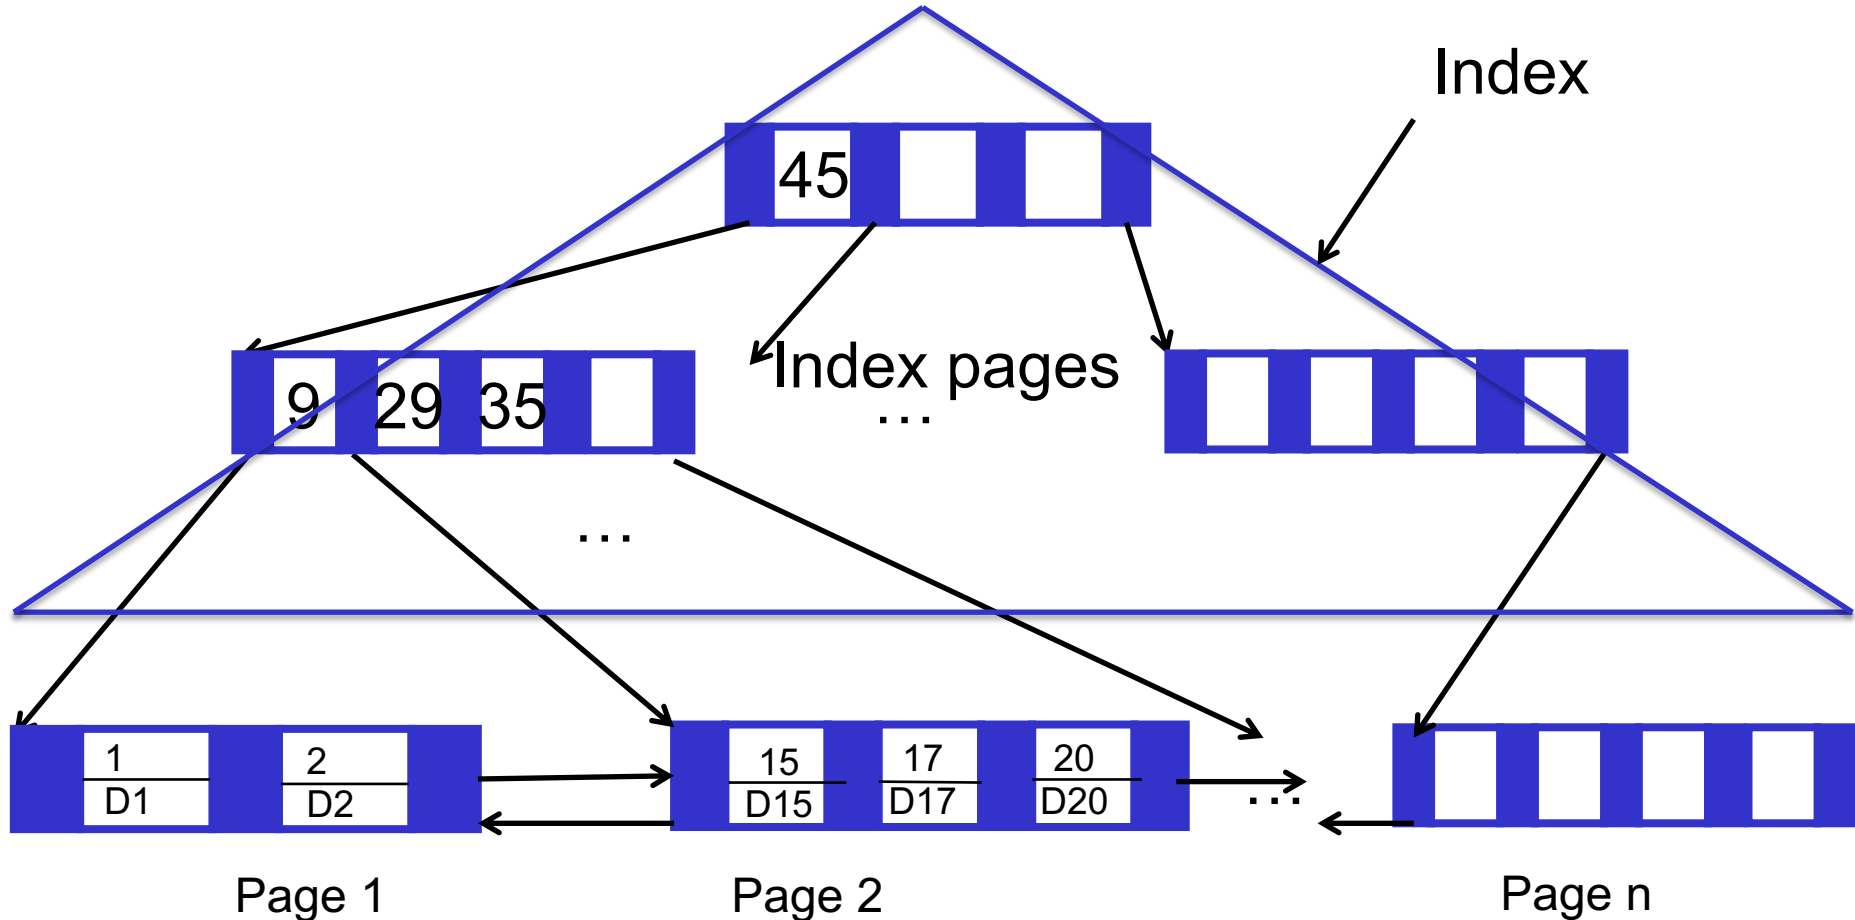 Index
45
Index pages
9 29 35
…
…
1 2 15 17 20
D1 D2 D15 D17 D20
…
Page 1 Page 2 Page n